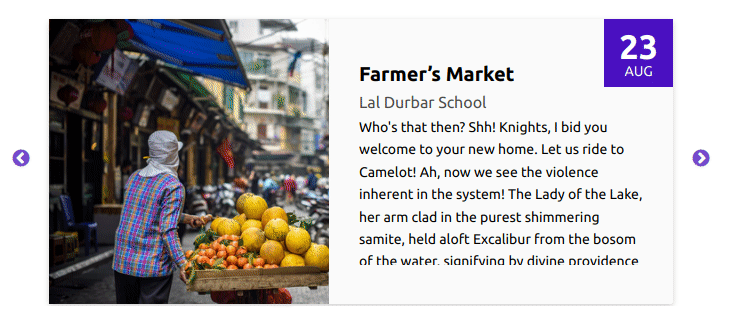 23
AUG
Farmer’s Market
Lal Durbar School
Who's that then? Shh! Knights, I bid you
welcome to your new home. Let us ride to
Camelot! Ah, now we see the violence
inherent in the system! The Lady of the Lake,
her arm clad in the purest shimmering
samite, held aloft Excalibur from the bosom
of the water, signifying by divine providence